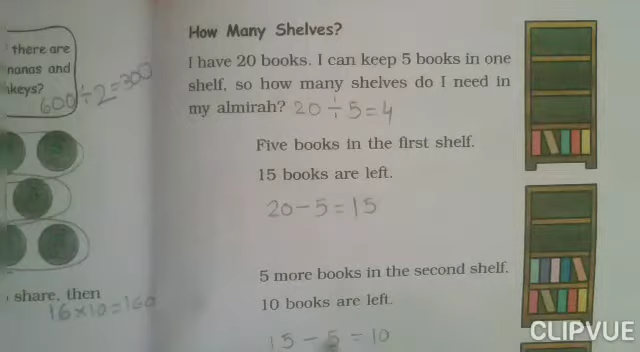 there are
nanas and
keys?
600÷2=300
share, then
16×10=160
How Many Shelves?
I have 20 books. I can keep 5 books in one
shelf, so how many shelves do I need in
my almirah? 20÷5=4
Five books in the first shelf.
15 books are left.
20-5=15
5 more books in the second shelf.
10 books are left.
15-5=10
CLIPVUE